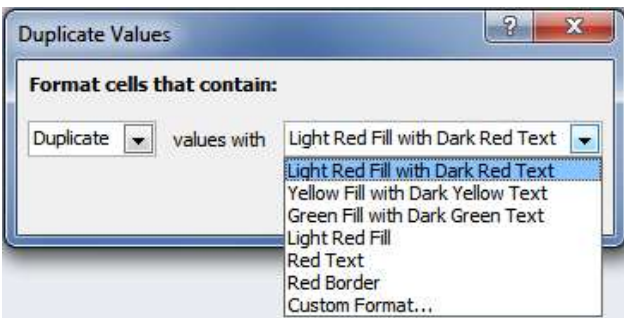 Duplicate Values
?
X
Format cells that contain:
Duplicate values with Light Red Fill with Dark Red Text
Light Red Fill with Dark Red Text
Yellow Fill with Dark Yellow Text
Green Fill with Dark Green Text
Light Red Fill
Red Text
Red Border
Custom Format...